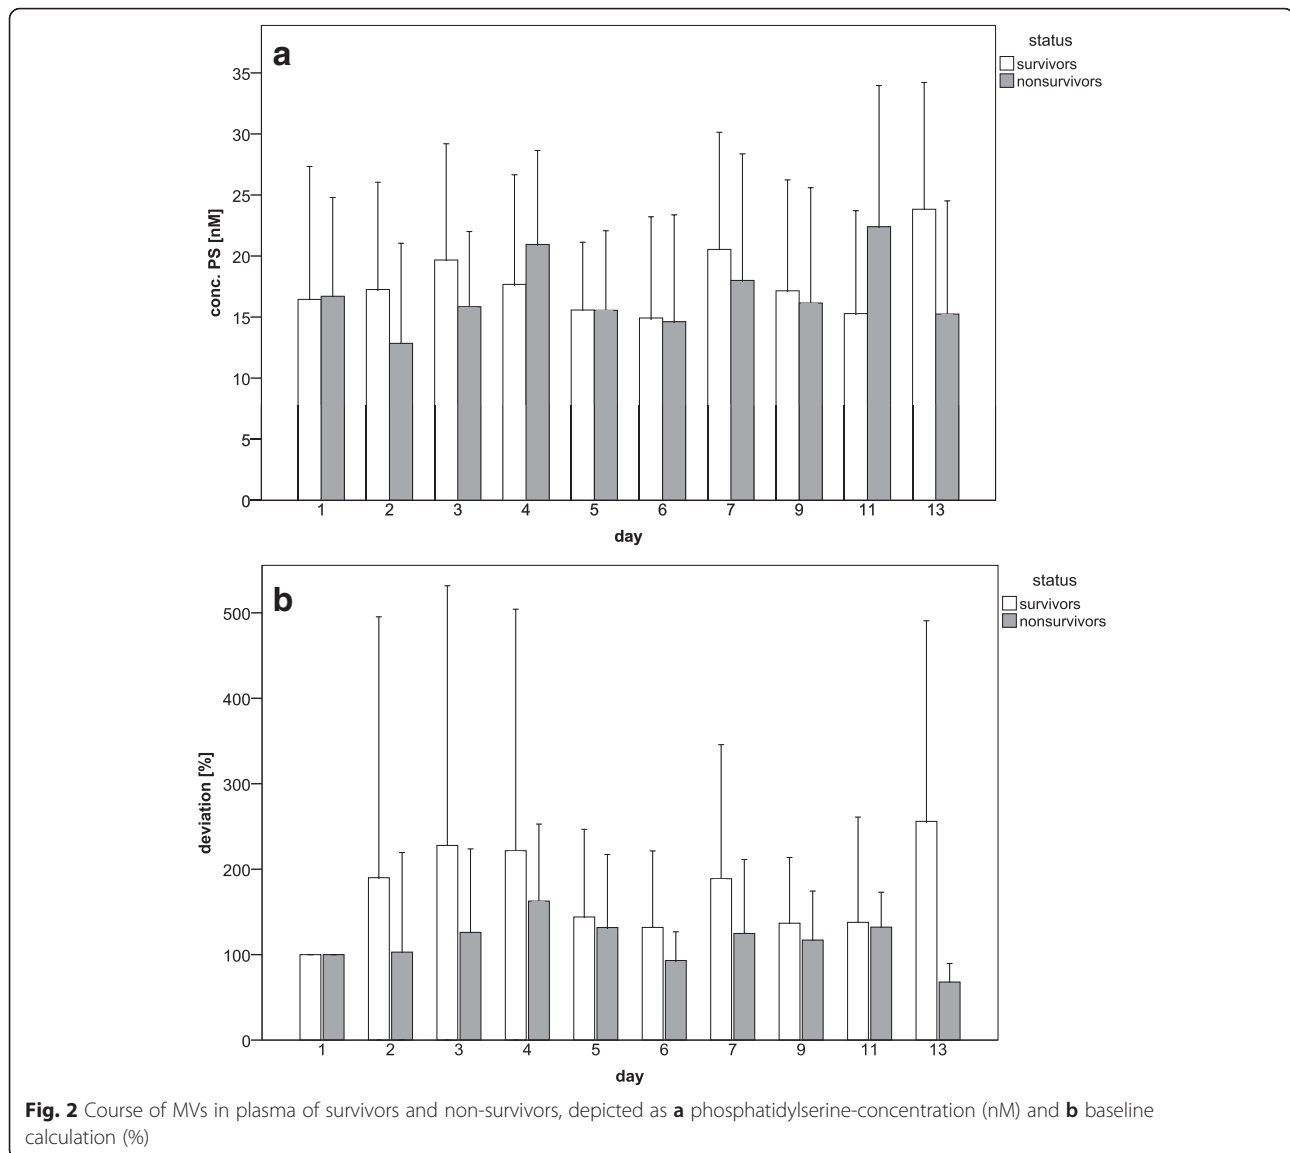 a
status
survivors
nonsurvivors
35
30
25
20
15
10
5
0
conc. PS [nM]
1 2 3 4 5 6 7 9 11 13
day
b
status
survivors
nonsurvivors
500
400
300
200
100
0
deviation [%]
1 2 3 4 5 6 7 9 11 13
day
Fig. 2 Course of MVs in plasma of survivors and non-survivors, depicted as a phosphatidylserine-concentration (nM) and b baseline
calculation (%)